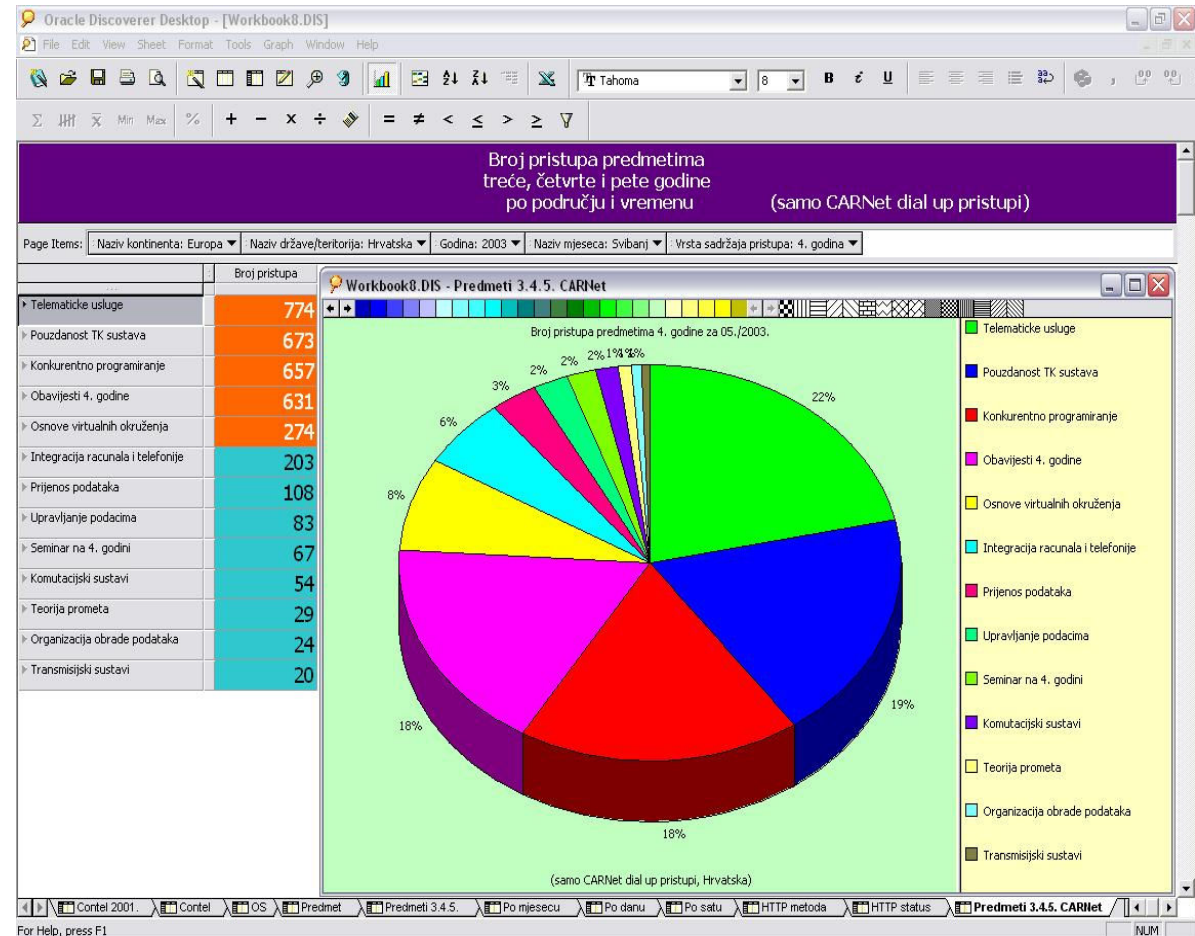 Oracle Discoverer Desktop - [Workbook8.DIS]
File Edit View Sheet Format Tools Graph Window Help
Tahoma 8 B i U
Σ Min Max % + − × ÷ = ≠ < ≤ > ≥
Broj pristupa predmetima
treće, četvrte i pete godine
po području i vremenu (samo CARNet dial up pristupi)
Page Items: Naziv kontinenta: Europa Naziv države/teritorija: Hrvatska Godina: 2003 Naziv mjeseca: Svibanj Vrsta sadržaja pristupa: 4. godina
Broj pristupa
Telematicke usluge 774
Pouzdanost TK sustava 673
Konkurentno programiranje 657
Obavijesti 4. godine 631
Osnove virtualnih okruženja 274
Integracija racunala i telefonije 203
Prijenos podataka 108
Upravljanje podacima 83
Seminar na 4. godini 67
Komutacijski sustavi 54
Teorija prometa 29
Organizacija obrade podataka 24
Transmisijski sustavi 20
Workbook8.DIS - Predmeti 3.4.5. CARNet
Broj pristupa predmetima 4. godine za 05./2003.
22%
19%
18%
18%
8%
6%
3%
2%
2%
2%
1%
1%
1%
(samo CARNet dial up pristupi, Hrvatska)
Telematicke usluge
Pouzdanost TK sustava
Konkurentno programiranje
Obavijesti 4. godine
Osnove virtualnih okruženja
Integracija racunala i telefonije
Prijenos podataka
Upravljanje podacima
Seminar na 4. godini
Komutacijski sustavi
Teorija prometa
Organizacija obrade podataka
Transmisijski sustavi
Contel 2001. Contel OS Predmet Predmeti 3.4.5. Po mjesecu Po danu Po satu HTTP metoda HTTP status Predmeti 3.4.5. CARNet
For Help, press F1 NUM